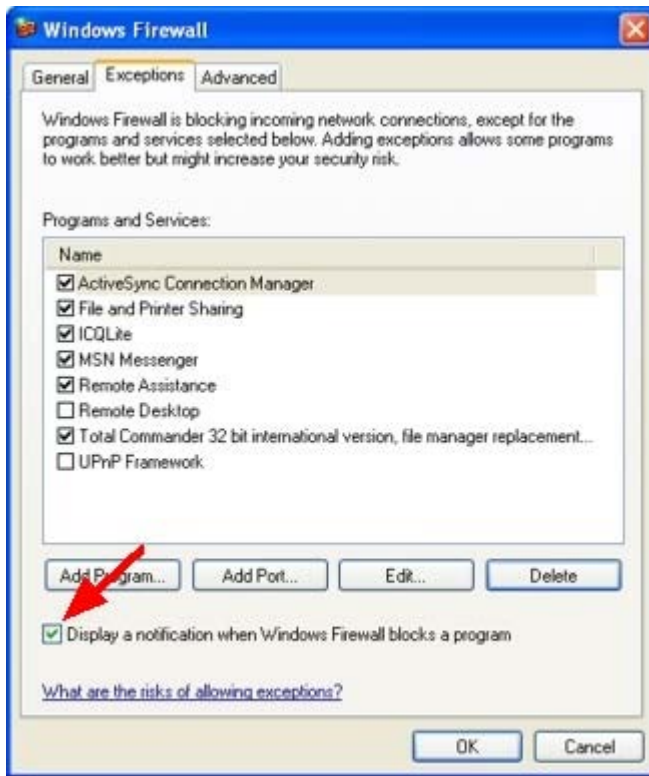 Windows Firewall
General Exceptions Advanced
Windows Firewall is blocking incoming network connections, except for the
programs and services selected below. Adding exceptions allows some programs
to work better but might increase your security risk.
Programs and Services:
Name
ActiveSync Connection Manager
File and Printer Sharing
ICQLite
MSN Messenger
Remote Assistance
Remote Desktop
Total Commander 32 bit international version, file manager replacement...
UPnP Framework
Add Program... Add Port... Edit... Delete
Display a notification when Windows Firewall blocks a program
What are the risks of allowing exceptions?
OK Cancel